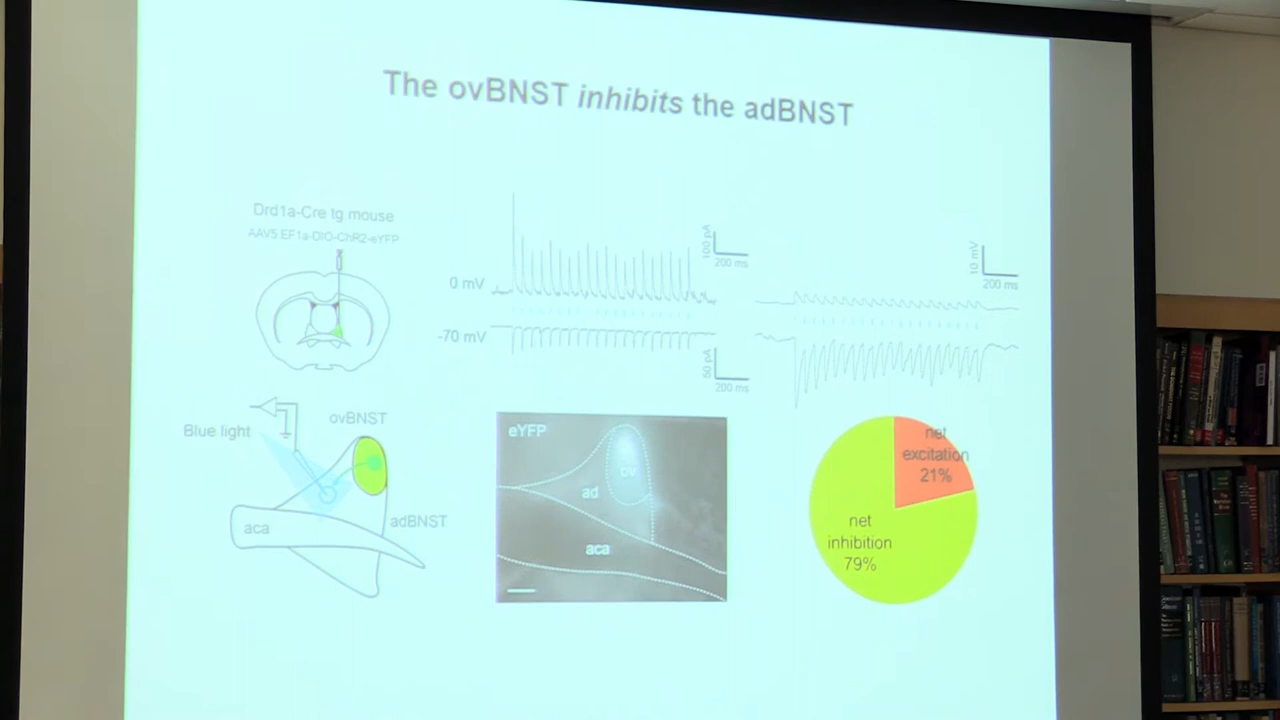 The ovBNST inhibits the adBNST
Drd1a-Cre tg mouse
AAV5 EF1a-DIO-ChR2-eYFP
0 mV
-70 mV
100 pA
200 ms
50 pA
200 ms
10 mV
200 ms
Blue light
ovBNST
adBNST
aca
eYFP
ov
ad
aca
net
excitation
21%
net
inhibition
79%